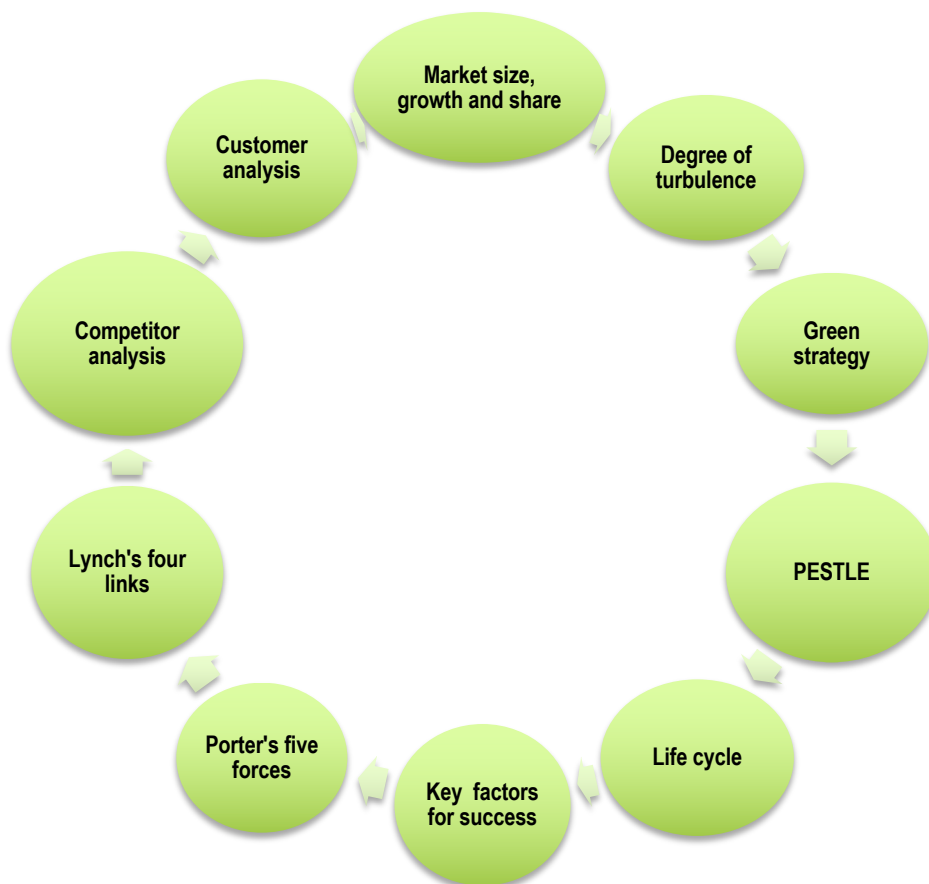 Market size,
growth and share
Degree of
turbulence
Green
strategy
PESTLE
Life cycle
Key factors
for success
Porter's five
forces
Lynch's four
links
Competitor
analysis
Customer
analysis